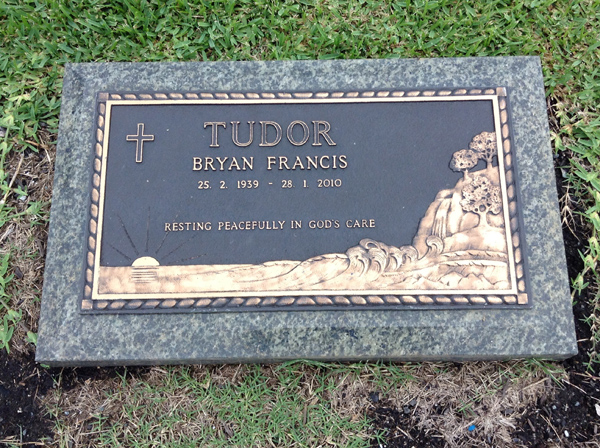 TUDOR
BRYAN FRANCIS
25. 2. 1939 - 28. 1. 2010
RESTING PEACEFULLY IN GOD'S CARE